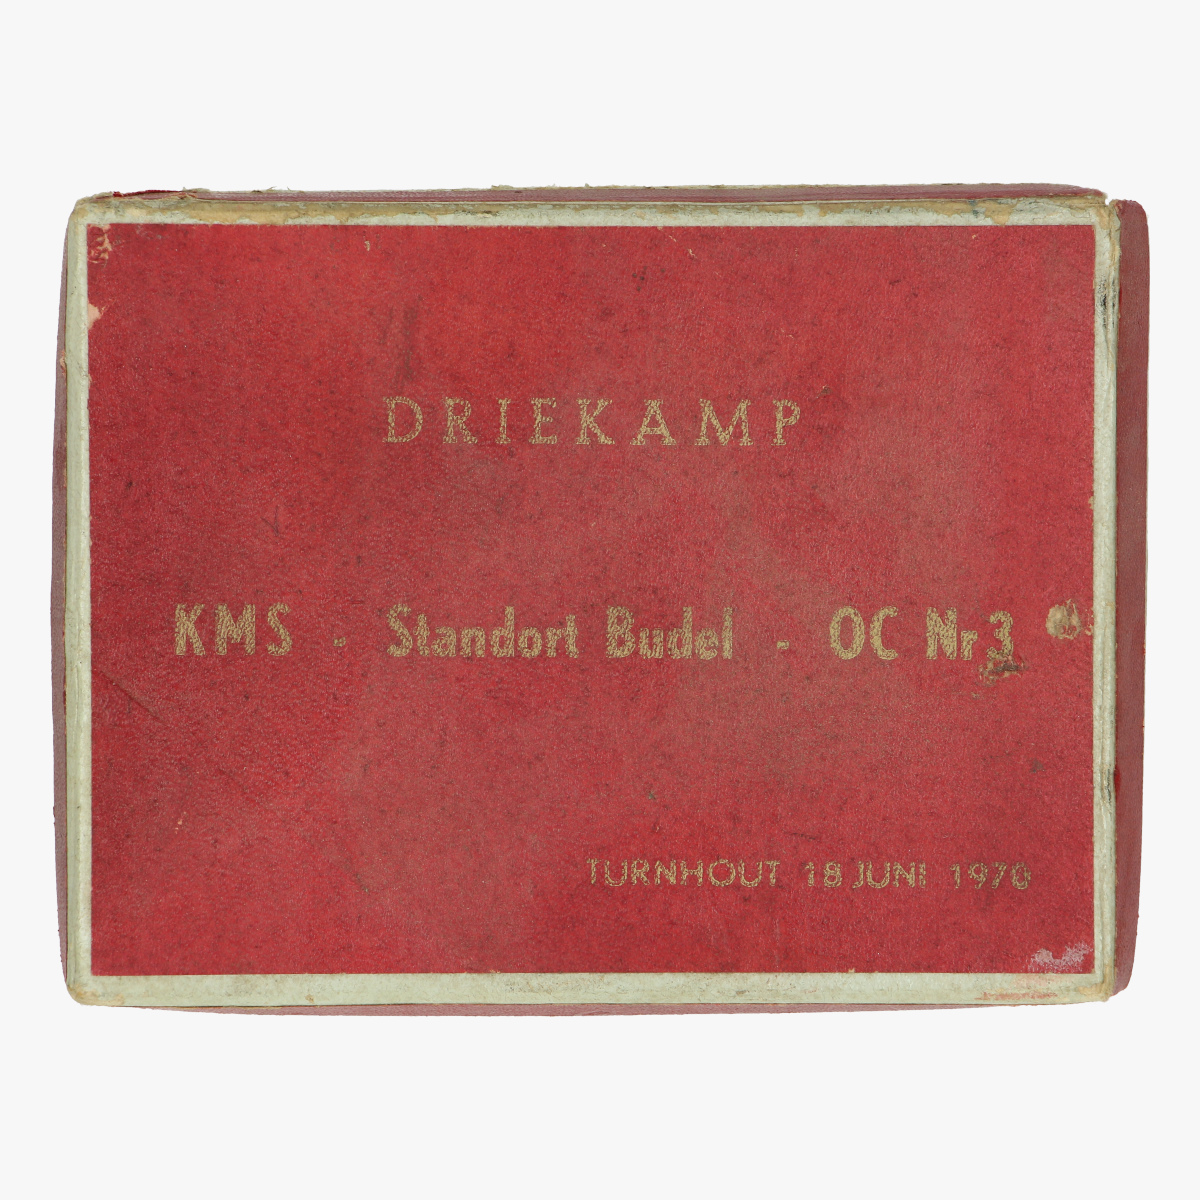 DRIEKAMP
KMS - Standort Budel - OC Nr 3
TURNHOUT 18 JUNI 1970